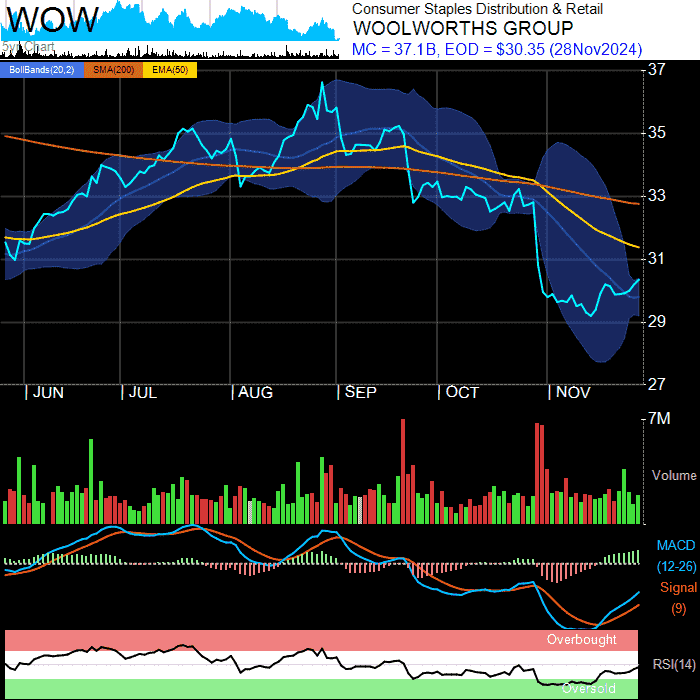 WOW
Consumer Staples Distribution & Retail
WOOLWORTHS GROUP
MC = 37.1B, EOD = $30.35 (28Nov2024)
BollBands(20,2) SMA(200) EMA(50)
37
35
33
31
29
27
JUN JUL AUG SEP OCT NOV
7M
Volume
MACD
(12-26)
Signal
(9)
Overbought
RSI(14)
Oversold